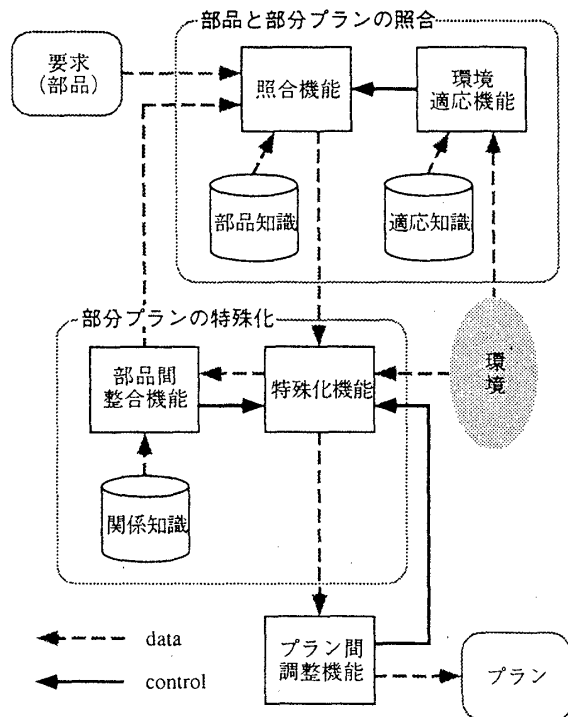 部品と部分プランの照合
要求
(部品)
照合機能
環境
適応機能
部品知識
適応知識
部分プランの特殊化
部品間
整合機能
特殊化機能
環境
関係知識
data
control
プラン間
調整機能
プラン